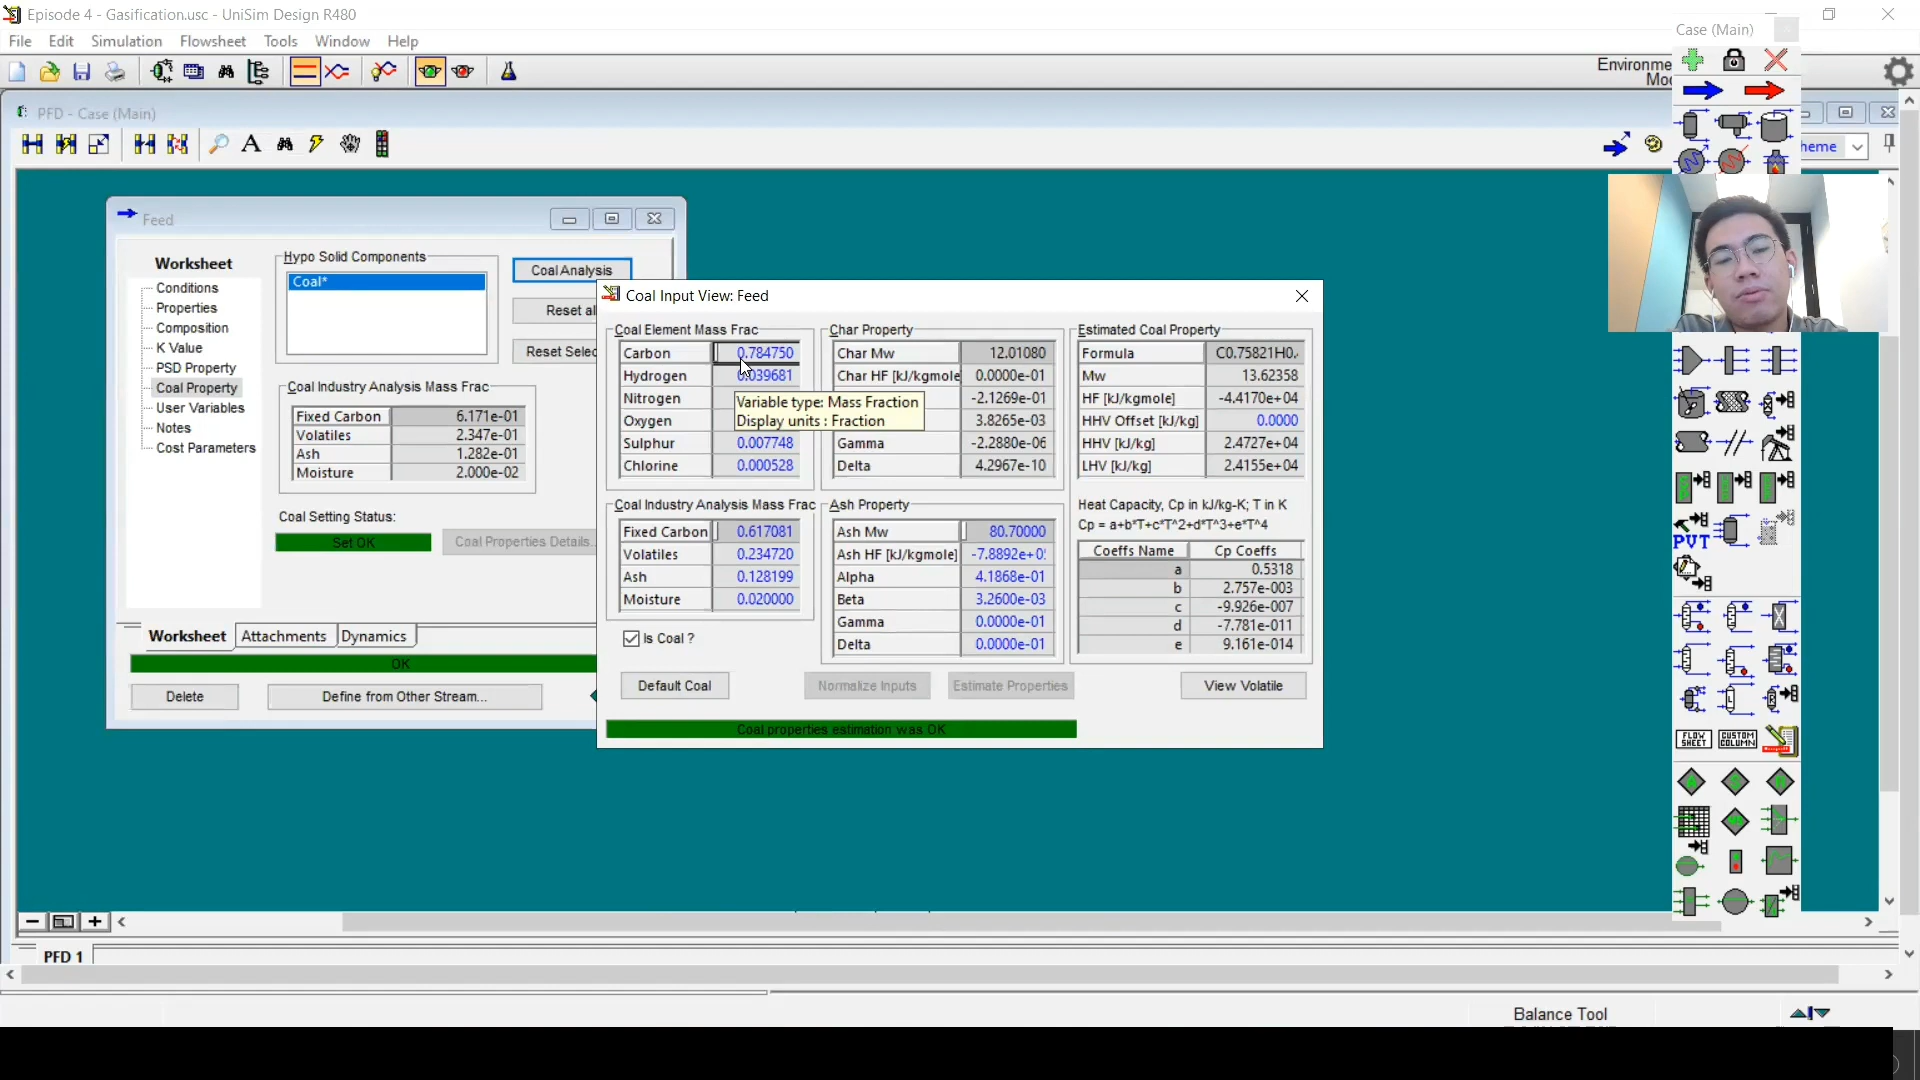 Episode 4 - Gasification.usc - UniSim Design R480
File Edit Simulation Flowsheet Tools Window Help
Case (Main)
Environme
Mo
PFD - Case (Main)
heme
Feed
Worksheet
Conditions
Properties
Composition
K Value
PSD Property
Coal Property
User Variables
Notes
Cost Parameters
Hypo Solid Components
Coal*
Coal Analysis
Reset al
Reset Selec
Coal Industry Analysis Mass Frac
Fixed Carbon 6.171e-01
Volatiles 2.347e-01
Ash 1.282e-01
Moisture 2.000e-02
Coal Setting Status:
Set OK
Coal Properties Details...
Worksheet Attachments Dynamics
OK
Delete
Define from Other Stream...
Coal Input View: Feed
Coal Element Mass Frac
Carbon 0.784750
Hydrogen 0.039681
Nitrogen
Oxygen
Sulphur 0.007748
Chlorine 0.000528
Variable type: Mass Fraction
Display units : Fraction
Char Property
Char Mw 12.01080
Char HF [kJ/kgmole] 0.0000e-01
-2.1269e-01
3.8265e-03
Gamma -2.2880e-06
Delta 4.2967e-10
Estimated Coal Property
Formula C0.75821H0.
Mw 13.62358
HF [kJ/kgmole] -4.4170e+04
HHV Offset [kJ/kg] 0.0000
HHV [kJ/kg] 2.4727e+04
LHV [kJ/kg] 2.4155e+04
Coal Industry Analysis Mass Frac
Fixed Carbon 0.617081
Volatiles 0.234720
Ash 0.128199
Moisture 0.020000
Is Coal ?
Ash Property
Ash Mw 80.70000
Ash HF [kJ/kgmole] -7.8892e+0
Alpha 4.1868e-01
Beta 3.2600e-03
Gamma 0.0000e-01
Delta 0.0000e-01
Heat Capacity, Cp in kJ/kg-K; T in K
Cp = a+b*T+c*T^2+d*T^3+e*T^4
Coeffs Name Cp Coeffs
a 0.5318
b 2.757e-003
c -9.926e-007
d -7.781e-011
e 9.161e-014
Default Coal
Normalize Inputs
Estimate Properties
View Volatile
Coal properties estimation was OK
PVT
FLOW SHEET
CUSTOM COLUMN
PFD 1
Balance Tool